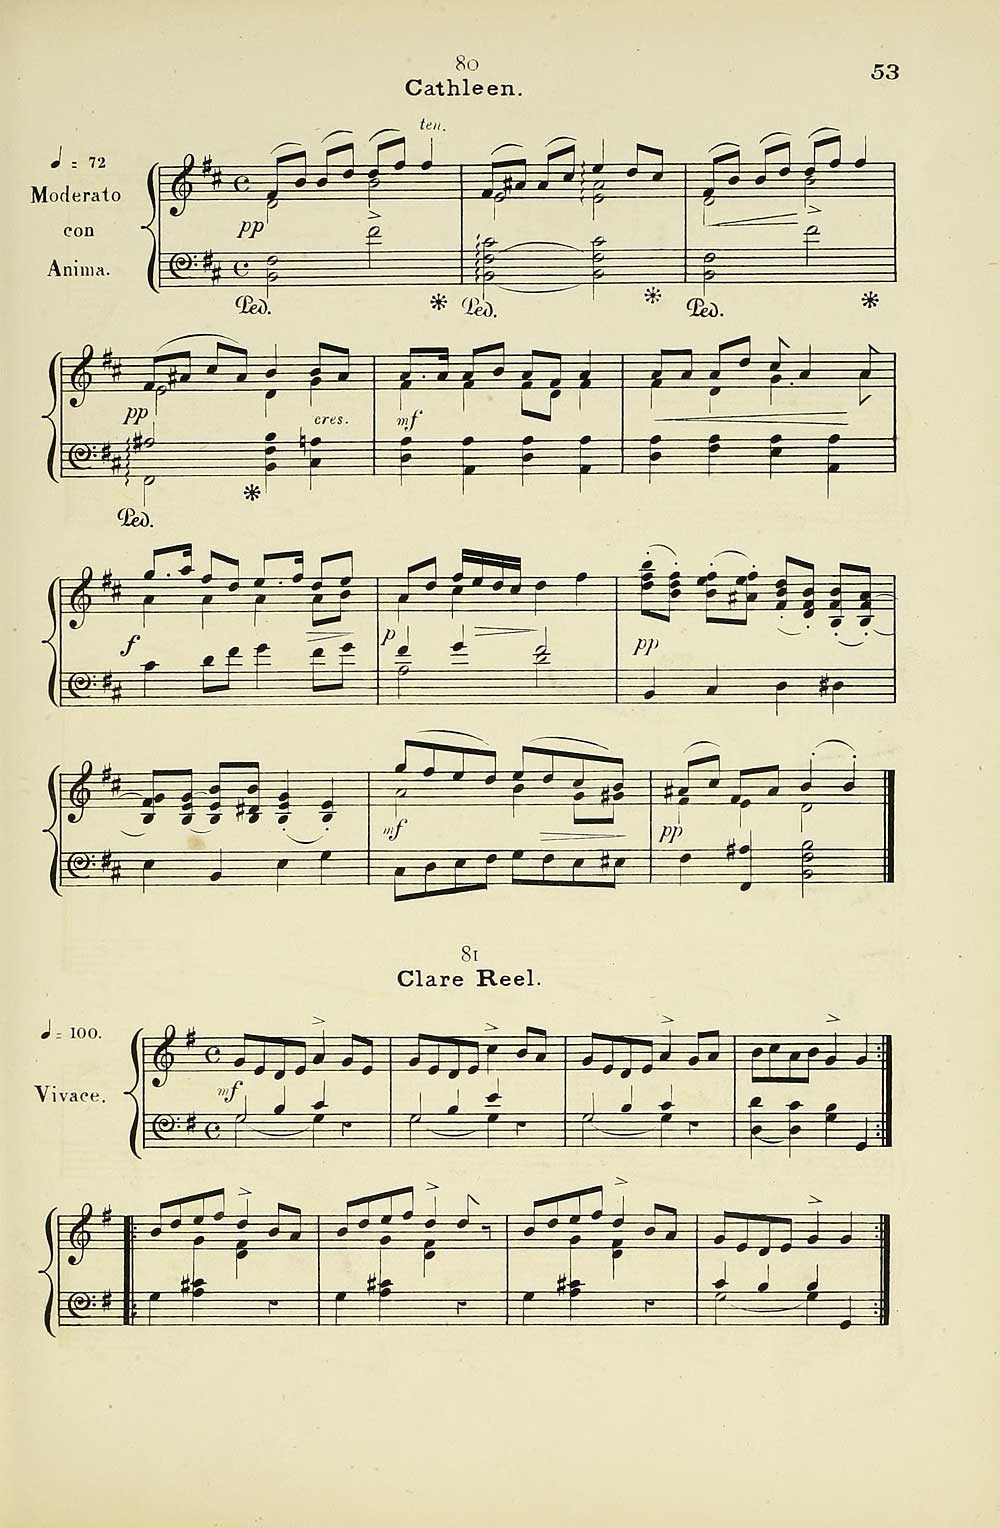 53
80
Cathleen.
♩ = 72
Moderato
con
Anima.
ten.
pp
Ped. * Ped. * Ped. *
pp cres. mf
Ped. *
f p pp
mf pp
81
Clare Reel.
♩ = 100.
Vivace.
mf